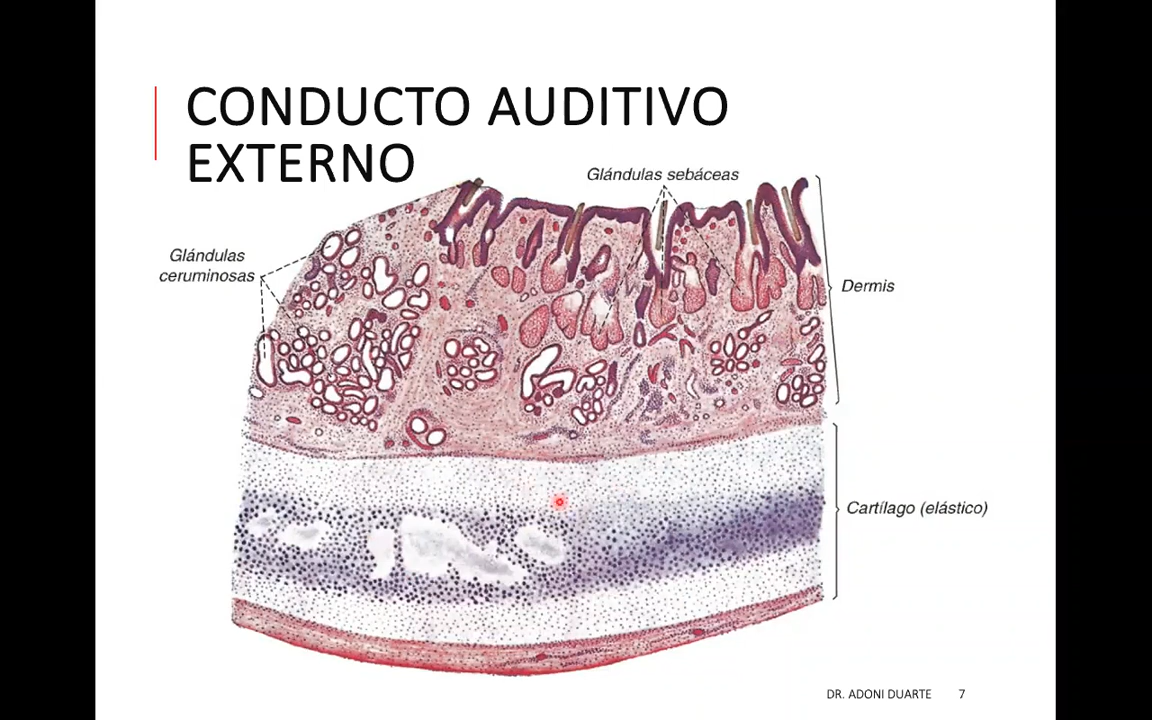 CONDUCTO AUDITIVO
EXTERNO
Glándulas sebáceas
Glándulas
ceruminosas
Dermis
Cartílago (elástico)
DR. ADONI DUARTE 7